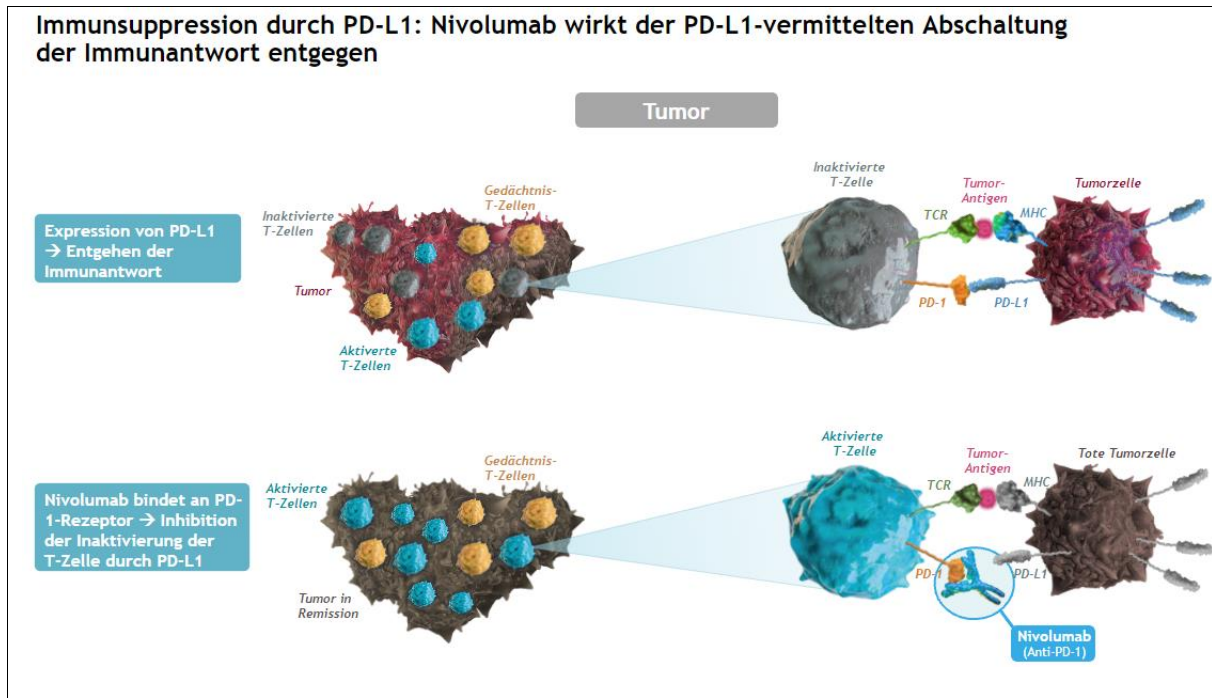 Immunsuppression durch PD-L1: Nivolumab wirkt der PD-L1-vermittelten Abschaltung
der Immunantwort entgegen
Tumor
Expression von PD-L1
→ Entgehen der
Immunantwort
Inaktivierte
T-Zellen
Gedächtnis-
T-Zellen
Tumor
Aktivierte
T-Zellen
Inaktivierte
T-Zelle
TCR
Tumor-
Antigen
MHC
Tumorzelle
PD-1
PD-L1
Nivolumab bindet an PD-
1-Rezeptor → Inhibition
der Inaktivierung der
T-Zelle durch PD-L1
Aktivierte
T-Zellen
Gedächtnis-
T-Zellen
Tumor in
Remission
Aktivierte
T-Zelle
TCR
Tumor-
Antigen
MHC
Tote Tumorzelle
PD-1
PD-L1
Nivolumab
(Anti-PD-1)